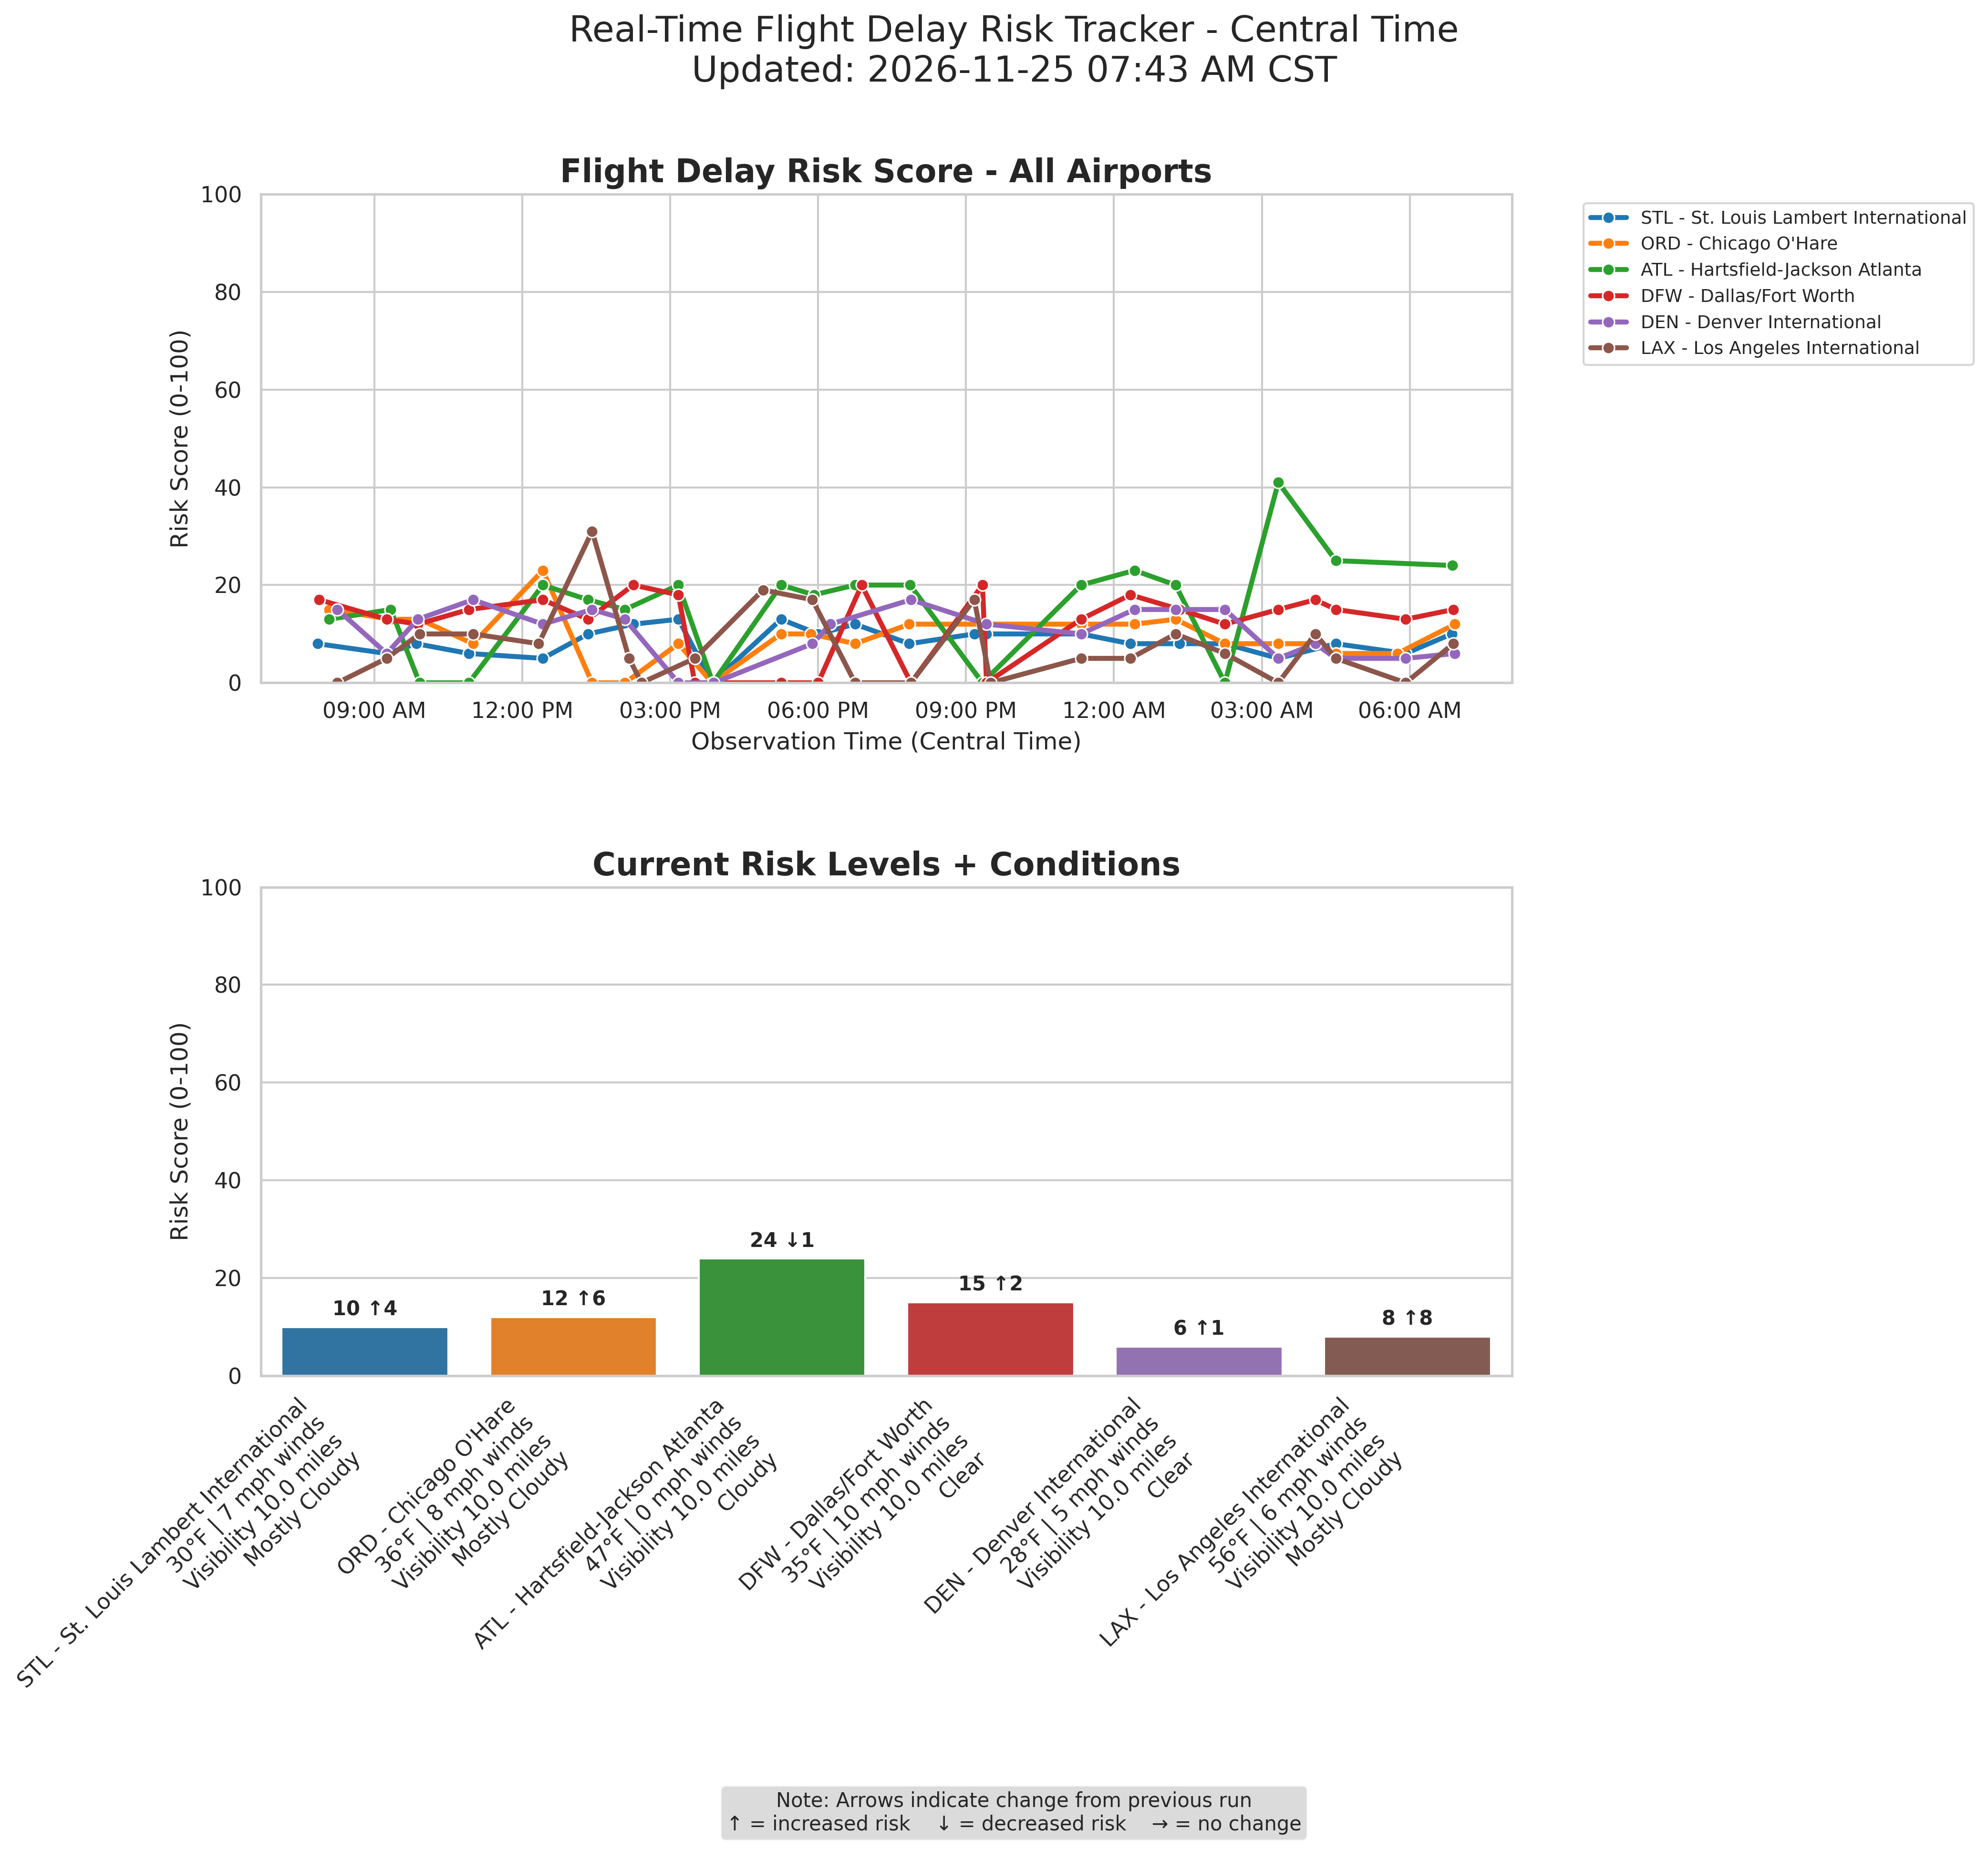 Real-Time Flight Delay Risk Tracker - Central Time
Updated: 2026-11-25 07:43 AM CST
Flight Delay Risk Score - All Airports
100
80
60
40
20
0
Risk Score (0-100)
09:00 AM
12:00 PM
03:00 PM
06:00 PM
09:00 PM
12:00 AM
03:00 AM
06:00 AM
Observation Time (Central Time)
STL - St. Louis Lambert International
ORD - Chicago O'Hare
ATL - Hartsfield-Jackson Atlanta
DFW - Dallas/Fort Worth
DEN - Denver International
LAX - Los Angeles International
Current Risk Levels + Conditions
100
80
60
40
20
0
Risk Score (0-100)
10 ↑4
12 ↑6
24 ↓1
15 ↑2
6 ↑1
8 ↑8
STL - St. Louis Lambert International
30°F | 7 mph winds
Visibility 10.0 miles
Mostly Cloudy
ORD - Chicago O'Hare
36°F | 8 mph winds
Visibility 10.0 miles
Mostly Cloudy
ATL - Hartsfield-Jackson Atlanta
47°F | 0 mph winds
Visibility 10.0 miles
Cloudy
DFW - Dallas/Fort Worth
35°F | 10 mph winds
Visibility 10.0 miles
Clear
DEN - Denver International
28°F | 5 mph winds
Visibility 10.0 miles
Clear
LAX - Los Angeles International
56°F | 6 mph winds
Visibility 10.0 miles
Mostly Cloudy
Note: Arrows indicate change from previous run
↑ = increased risk    ↓ = decreased risk    → = no change